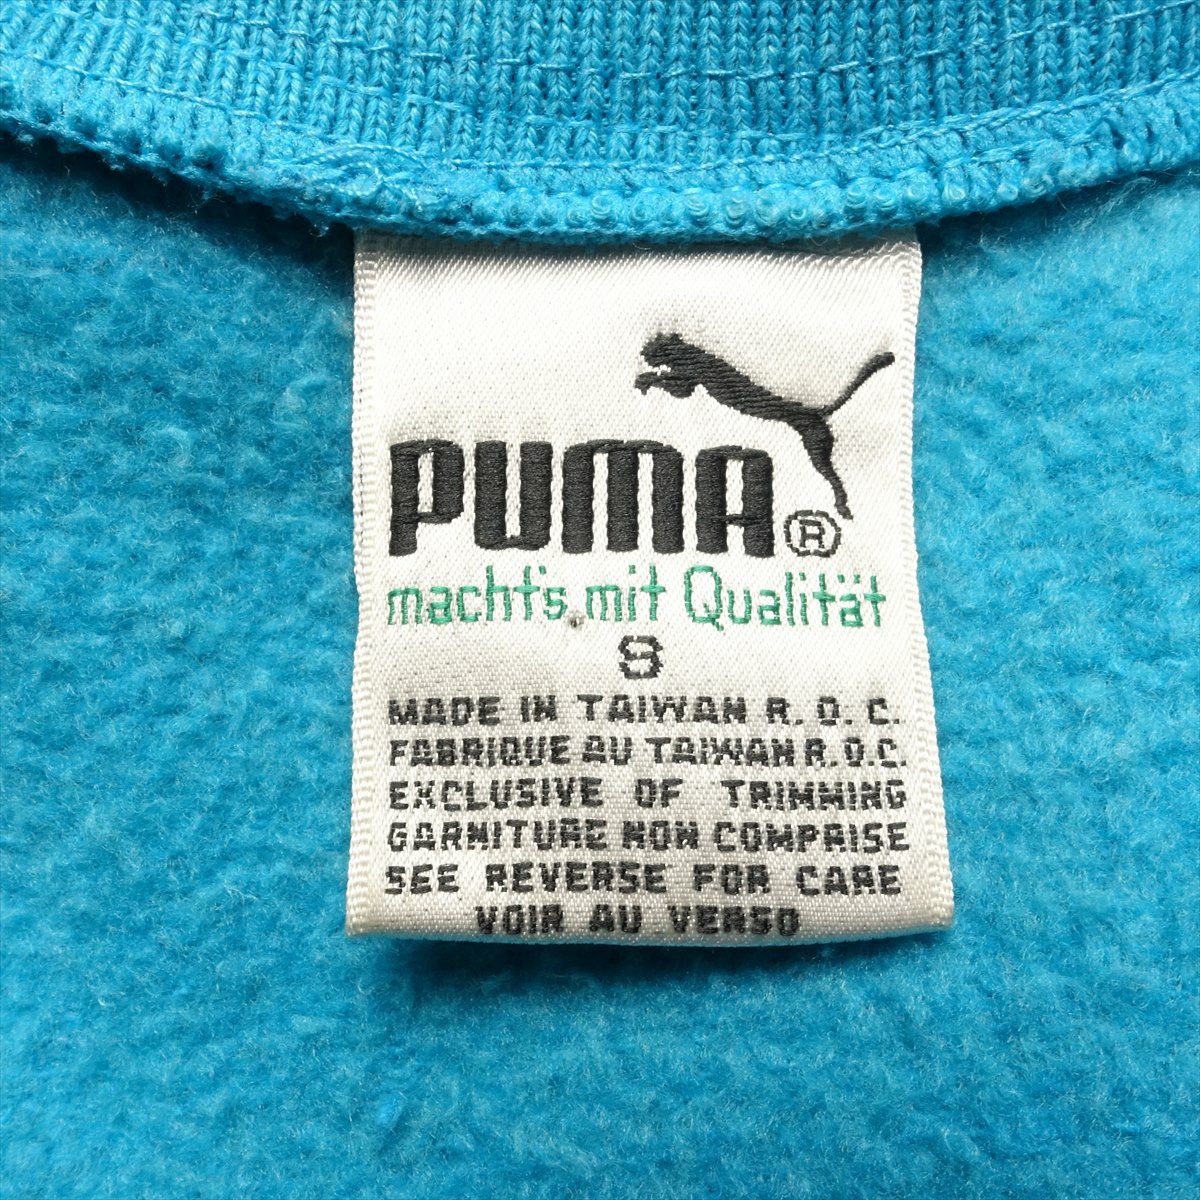 PUMA®
macht's mit Qualität
S
MADE IN TAIWAN R. O. C.
FABRIQUE AU TAIWAN R.O.C.
EXCLUSIVE OF TRIMMING
GARNITURE NON COMPRISE
SEE REVERSE FOR CARE
VOIR AU VERSO